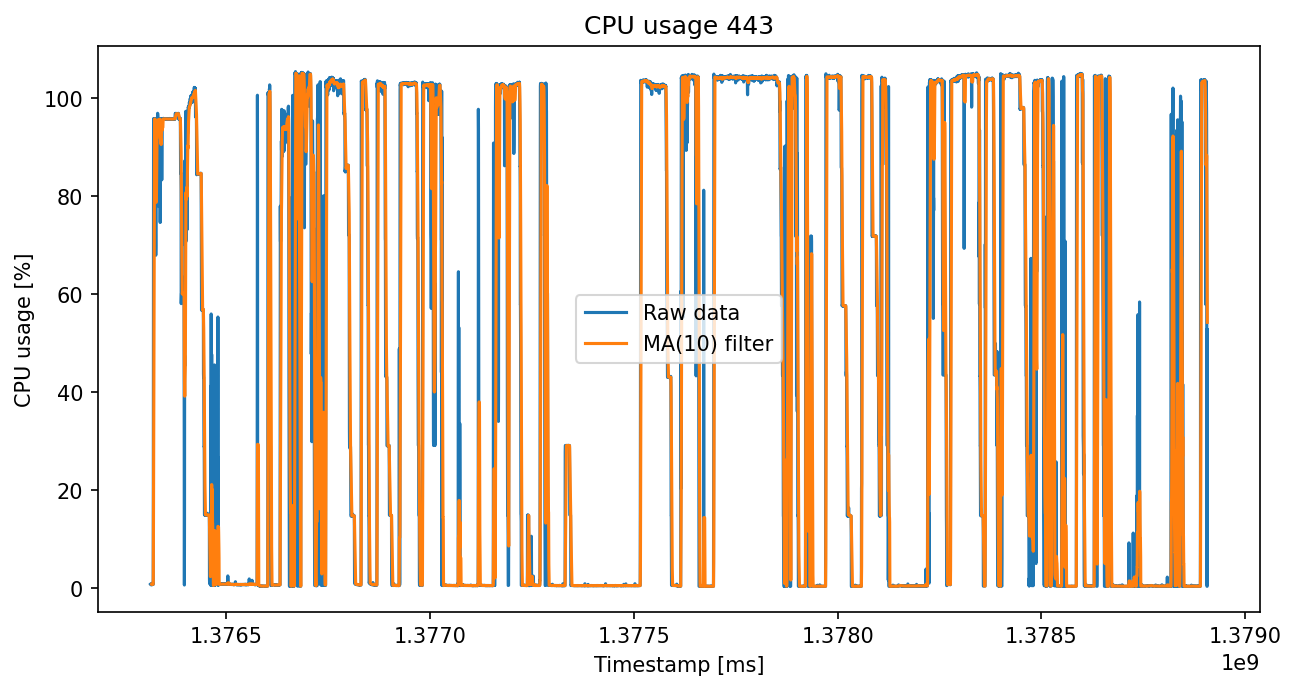 CPU usage 443
CPU usage [%]
100
80
60
40
20
0
Raw data
MA(10) filter
1.3765
1.3770
1.3775
1.3780
1.3785
1.3790
1e9
Timestamp [ms]